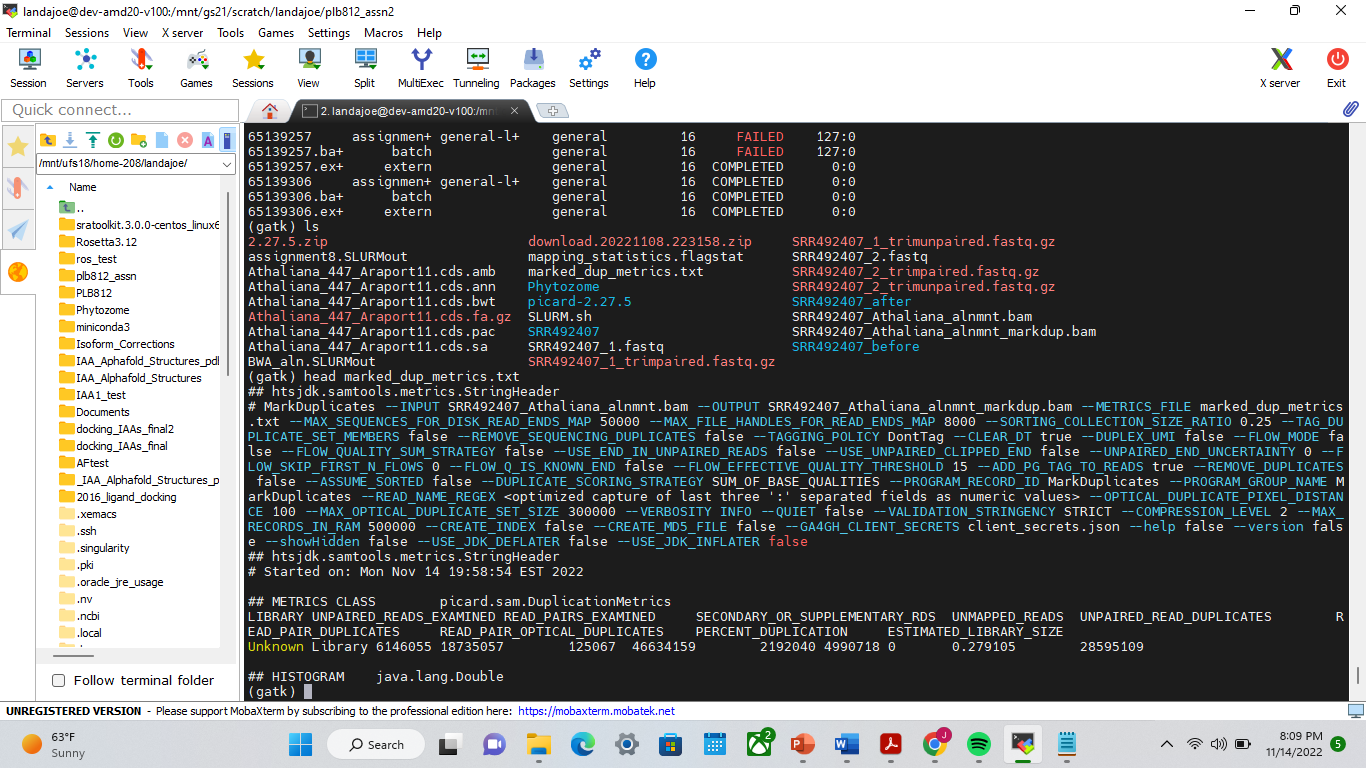 landajoe@dev-amd20-v100:/mnt/gs21/scratch/landajoe/plb812_assn2
Terminal Sessions View X server Tools Games Settings Macros Help
Session Servers Tools Games Sessions View Split MultiExec Tunneling Packages Settings Help X server Exit
Quick connect...
2. landajoe@dev-amd20-v100:/mn
/mnt/ufs18/home-208/landajoe/
Name
..
sratoolkit.3.0.0-centos_linux6
Rosetta3.12
ros_test
plb812_assn
PLB812
Phytozome
miniconda3
Isoform_Corrections
IAA_Aphafold_Structures_pdl
IAA_Alphafold_Structures
IAA1_test
Documents
docking_IAAs_final2
docking_IAAs_final
AFtest
_IAA_Alphafold_Structures_p
2016_ligand_docking
.xemacs
.ssh
.singularity
.pki
.oracle_jre_usage
.nv
.ncbi
.local
Follow terminal folder
65139257 assignmen+ general-l+ general 16 FAILED 127:0
65139257.ba+ batch general 16 FAILED 127:0
65139257.ex+ extern general 16 COMPLETED 0:0
65139306 assignmen+ general-l+ general 16 COMPLETED 0:0
65139306.ba+ batch general 16 COMPLETED 0:0
65139306.ex+ extern general 16 COMPLETED 0:0
(gatk) ls
2.27.5.zip download.20221108.223158.zip SRR492407_1_trimunpaired.fastq.gz
assignment8.SLURMout mapping_statistics.flagstat SRR492407_2.fastq
Athaliana_447_Araport11.cds.amb marked_dup_metrics.txt SRR492407_2_trimpaired.fastq.gz
Athaliana_447_Araport11.cds.ann Phytozome SRR492407_2_trimunpaired.fastq.gz
Athaliana_447_Araport11.cds.bwt picard-2.27.5 SRR492407_after
Athaliana_447_Araport11.cds.fa.gz SLURM.sh SRR492407_Athaliana_alnmnt.bam
Athaliana_447_Araport11.cds.pac SRR492407 SRR492407_Athaliana_alnmnt_markdup.bam
Athaliana_447_Araport11.cds.sa SRR492407_1.fastq SRR492407_before
BWA_aln.SLURMout SRR492407_1_trimpaired.fastq.gz
(gatk) head marked_dup_metrics.txt
## htsjdk.samtools.metrics.StringHeader
# MarkDuplicates --INPUT SRR492407_Athaliana_alnmnt.bam --OUTPUT SRR492407_Athaliana_alnmnt_markdup.bam --METRICS_FILE marked_dup_metrics
.txt --MAX_SEQUENCES_FOR_DISK_READ_ENDS_MAP 50000 --MAX_FILE_HANDLES_FOR_READ_ENDS_MAP 8000 --SORTING_COLLECTION_SIZE_RATIO 0.25 --TAG_DU
PLICATE_SET_MEMBERS false --REMOVE_SEQUENCING_DUPLICATES false --TAGGING_POLICY DontTag --CLEAR_DT true --DUPLEX_UMI false --FLOW_MODE fa
lse --FLOW_QUALITY_SUM_STRATEGY false --USE_END_IN_UNPAIRED_READS false --USE_UNPAIRED_CLIPPED_END false --UNPAIRED_END_UNCERTAINTY 0 --F
LOW_SKIP_FIRST_N_FLOWS 0 --FLOW_Q_IS_KNOWN_END false --FLOW_EFFECTIVE_QUALITY_THRESHOLD 15 --ADD_PG_TAG_TO_READS true --REMOVE_DUPLICATES
false --ASSUME_SORTED false --DUPLICATE_SCORING_STRATEGY SUM_OF_BASE_QUALITIES --PROGRAM_RECORD_ID MarkDuplicates --PROGRAM_GROUP_NAME M
arkDuplicates --READ_NAME_REGEX <optimized capture of last three ':' separated fields as numeric values> --OPTICAL_DUPLICATE_PIXEL_DISTAN
CE 100 --MAX_OPTICAL_DUPLICATE_SET_SIZE 300000 --VERBOSITY INFO --QUIET false --VALIDATION_STRINGENCY STRICT --COMPRESSION_LEVEL 2 --MAX_
RECORDS_IN_RAM 500000 --CREATE_INDEX false --CREATE_MD5_FILE false --GA4GH_CLIENT_SECRETS client_secrets.json --help false --version fals
e --showHidden false --USE_JDK_DEFLATER false --USE_JDK_INFLATER false
## htsjdk.samtools.metrics.StringHeader
# Started on: Mon Nov 14 19:58:54 EST 2022
## METRICS CLASS picard.sam.DuplicationMetrics
LIBRARY UNPAIRED_READS_EXAMINED READ_PAIRS_EXAMINED SECONDARY_OR_SUPPLEMENTARY_RDS UNMAPPED_READS UNPAIRED_READ_DUPLICATES R
EAD_PAIR_DUPLICATES READ_PAIR_OPTICAL_DUPLICATES PERCENT_DUPLICATION ESTIMATED_LIBRARY_SIZE
Unknown Library 6146055 18735057 125067 46634159 2192040 4990718 0 0.279105 28595109
## HISTOGRAM java.lang.Double
(gatk)
UNREGISTERED VERSION - Please support MobaXterm by subscribing to the professional edition here: https://mobaxterm.mobatek.net
63°F
Sunny
Search
2
J
8:09 PM
11/14/2022
5